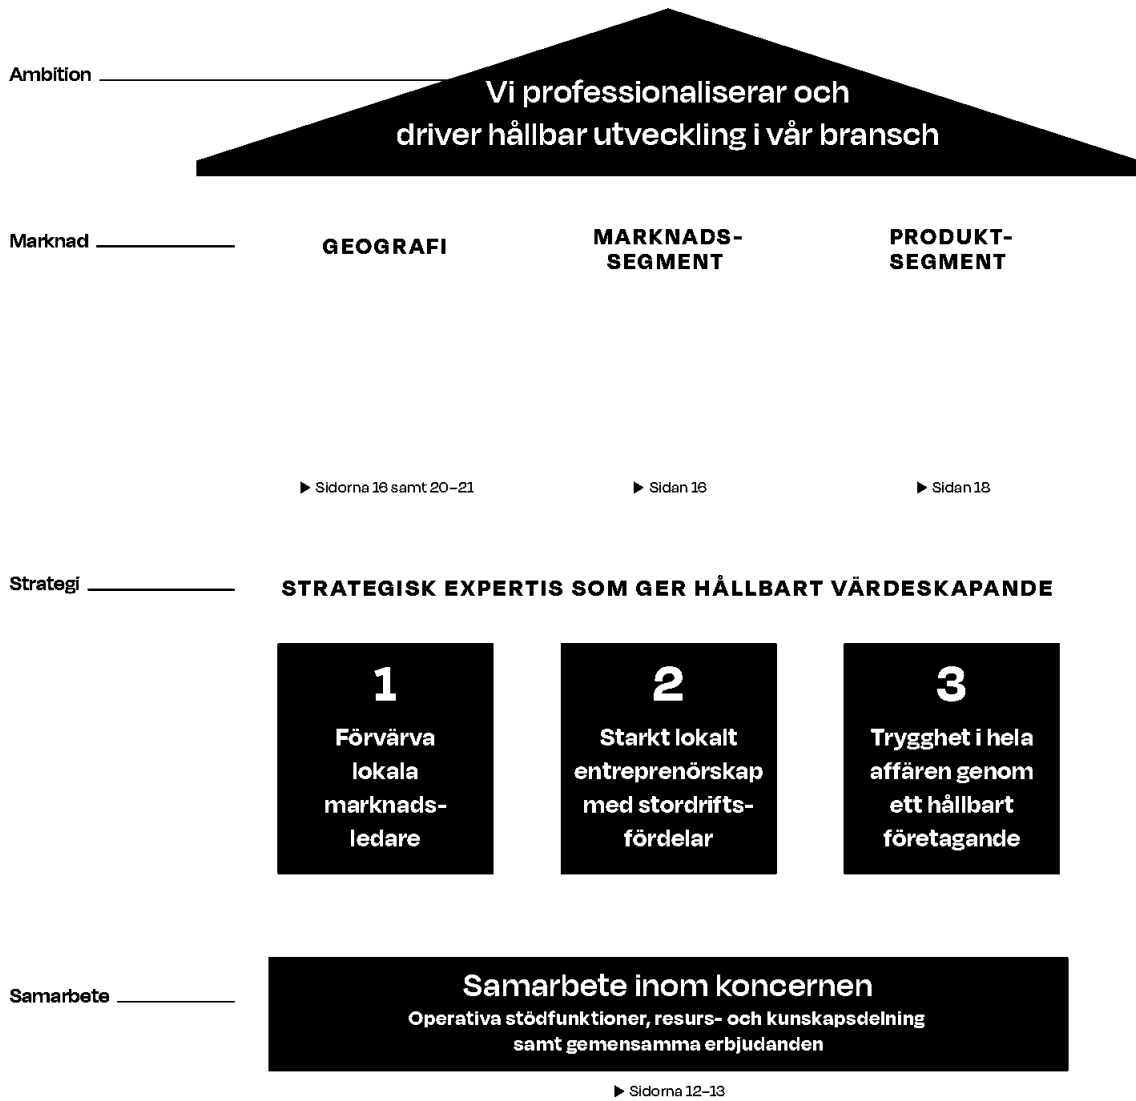 Ambition
Vi professionaliserar och
driver hållbar utveckling i vår bransch
Marknad
GEOGRAFI
MARKNADS-
SEGMENT
PRODUKT-
SEGMENT
▶ Sidorna 16 samt 20–21
▶ Sidan 16
▶ Sidan 18
Strategi
STRATEGISK EXPERTIS SOM GER HÅLLBART VÄRDESKAPANDE
1
Förvärva
lokala
marknads-
ledare
2
Starkt lokalt
entreprenörskap
med stordrifts-
fördelar
3
Trygghet i hela
affären genom
ett hållbart
företagande
Samarbete
Samarbete inom koncernen
Operativa stödfunktioner, resurs- och kunskapsdelning
samt gemensamma erbjudanden
▶ Sidorna 12–13